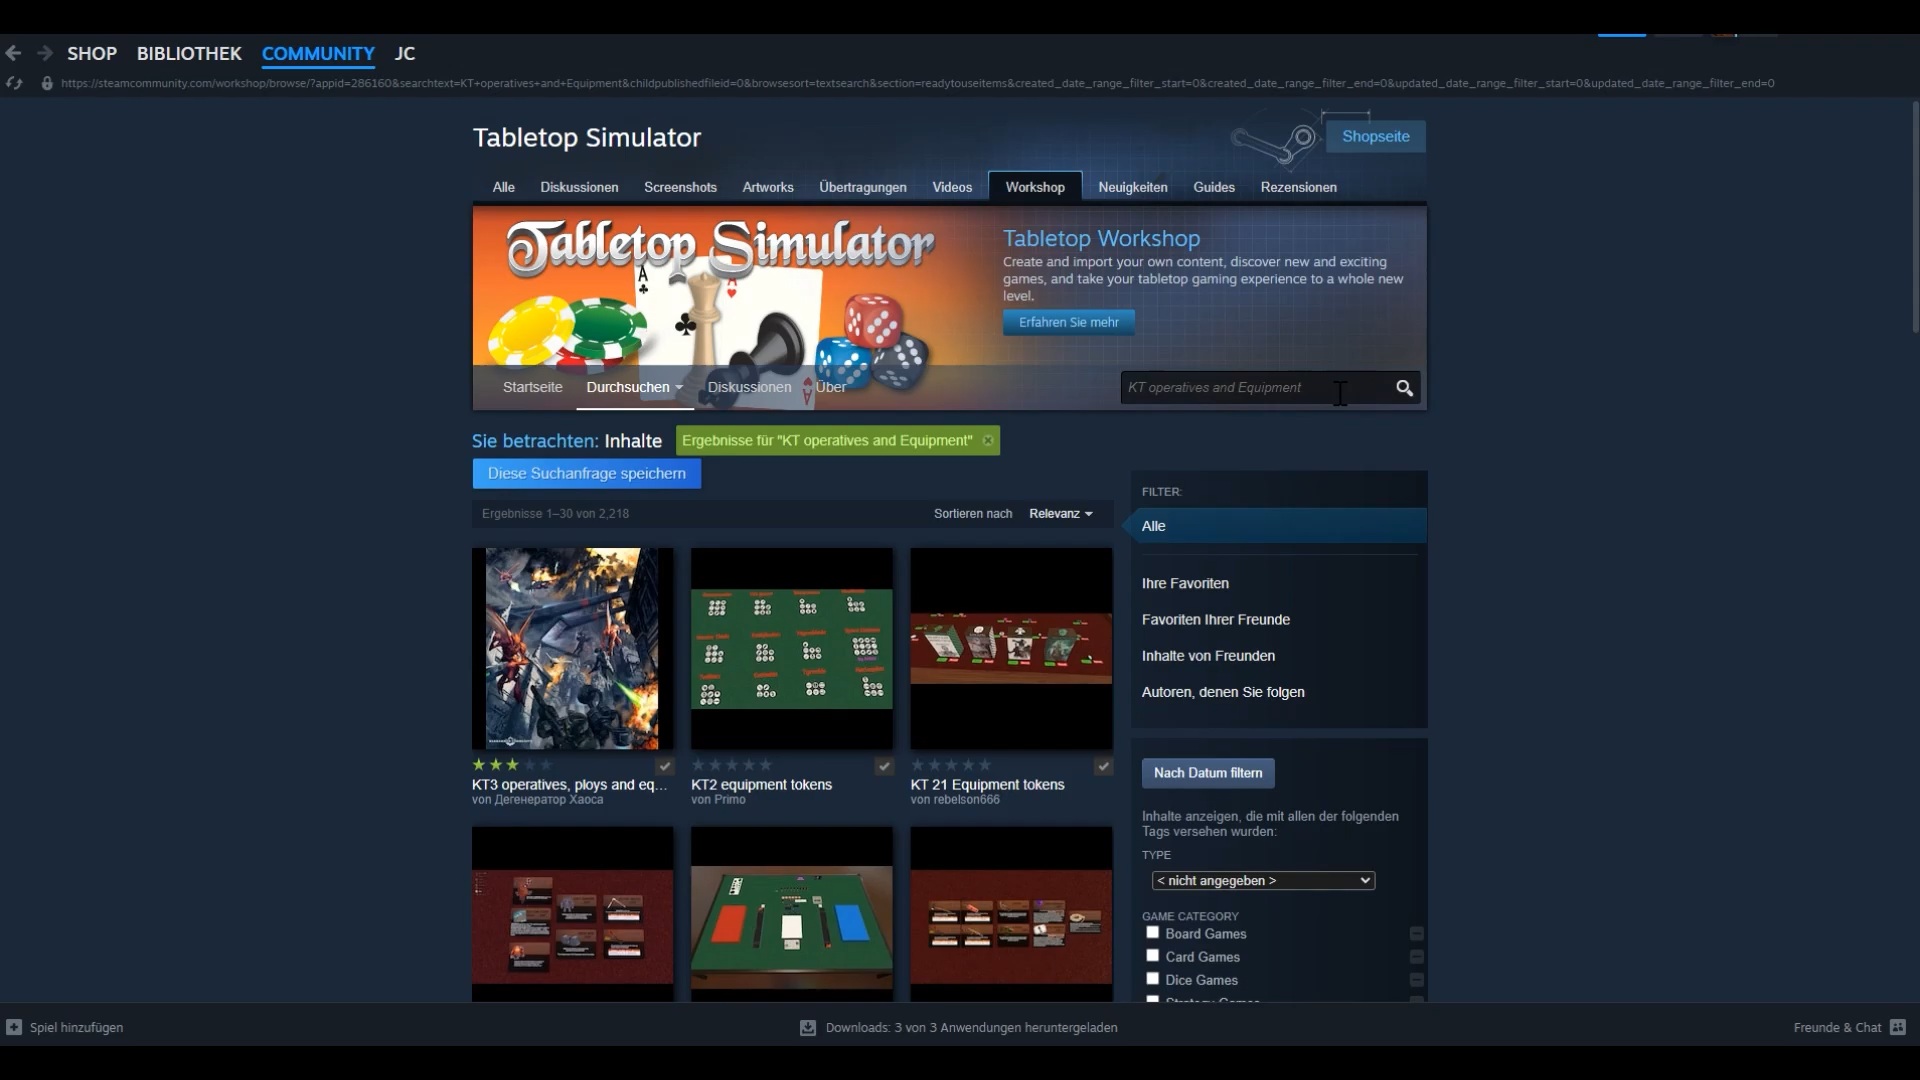 SHOP BIBLIOTHEK COMMUNITY JC
https://steamcommunity.com/workshop/browse/?appid=286160&searchtext=KT+operatives+and+Equipment&childpublishedfileid=0&browsesort=textsearch&section=readytouseitems&created_date_range_filter_start=0&created_date_range_filter_end=0&updated_date_range_filter_start=0&updated_date_range_filter_end=0
Tabletop Simulator
Shopseite
Alle Diskussionen Screenshots Artworks Übertragungen Videos Workshop Neuigkeiten Guides Rezensionen
Tabletop Simulator
Tabletop Workshop
Create and import your own content, discover new and exciting
games, and take your tabletop gaming experience to a whole new
level.
Erfahren Sie mehr
Startseite Durchsuchen Diskussionen Über
KT operatives and Equipment
Sie betrachten: Inhalte Ergebnisse für "KT operatives and Equipment"
Diese Suchanfrage speichern
Ergebnisse 1–30 von 2,218
Sortieren nach Relevanz
FILTER:
Alle
Ihre Favoriten
Favoriten Ihrer Freunde
Inhalte von Freunden
Autoren, denen Sie folgen
KT3 operatives, ploys and eq...
von Дегенератор Хаоса
KT2 equipment tokens
von Primo
KT 21 Equipment tokens
von rebelson666
Nach Datum filtern
Inhalte anzeigen, die mit allen der folgenden
Tags versehen wurden:
TYPE
< nicht angegeben >
GAME CATEGORY
Board Games
Card Games
Dice Games
Strategy Games
Spiel hinzufügen
Downloads: 3 von 3 Anwendungen heruntergeladen
Freunde & Chat